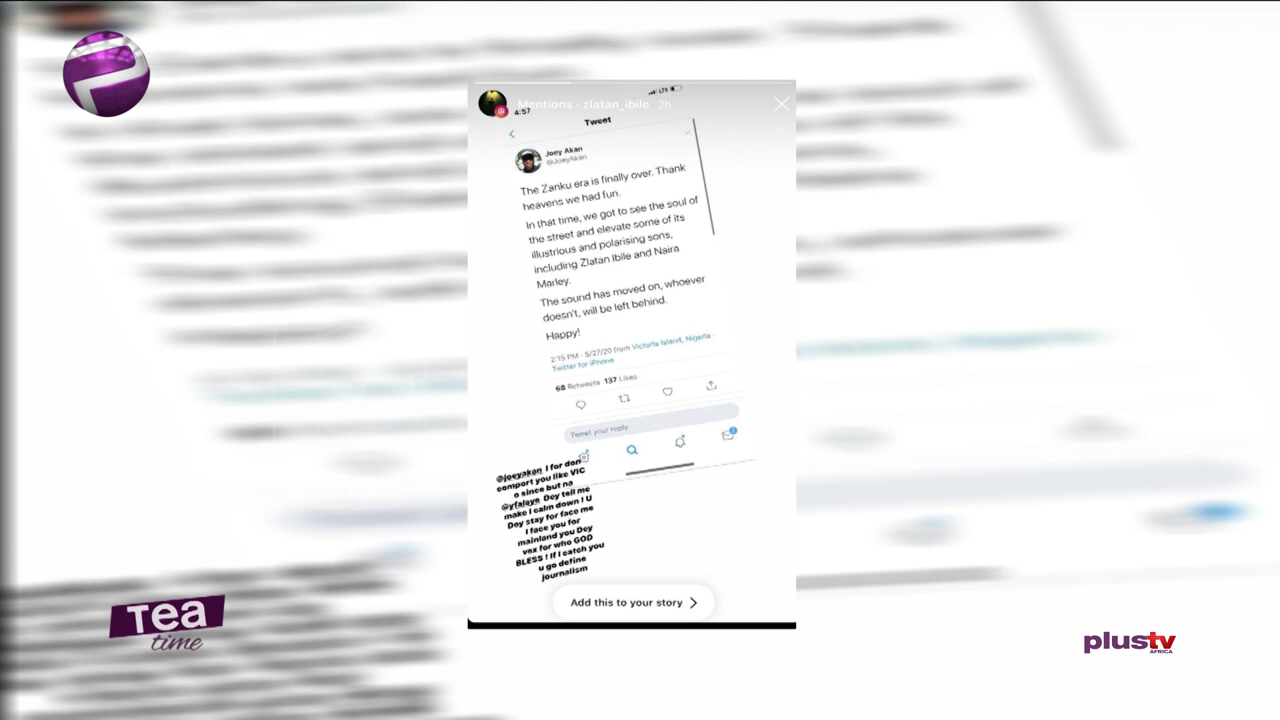 Mentions · zlatan_ibile 2h
4:57
LTE
Tweet
Joey Akan
@JoeyAkan
The Zanku era is finally over. Thank
heavens we had fun.
In that time, we got to see the soul of
the street and elevate some of its
illustrious and polarising sons,
including Zlatan Ibile and Naira
Marley.
The sound has moved on, whoever
doesn't, will be left behind.
Happy!
2:15 PM · 5/27/20 from Victoria Island, Nigeria ·
Twitter for iPhone
68 Retweets 137 Likes
Tweet your reply
2
@joeyakan I for don
comport you like VIC
o since but na
@yfalaye Dey tell me
make I calm down ! U
Dey stay for face me
I face you for
mainland you Dey
vex for who GOD
BLESS ! If I catch you
u go define
journalism
Add this to your story
Tea
time
plustv
AFRICA